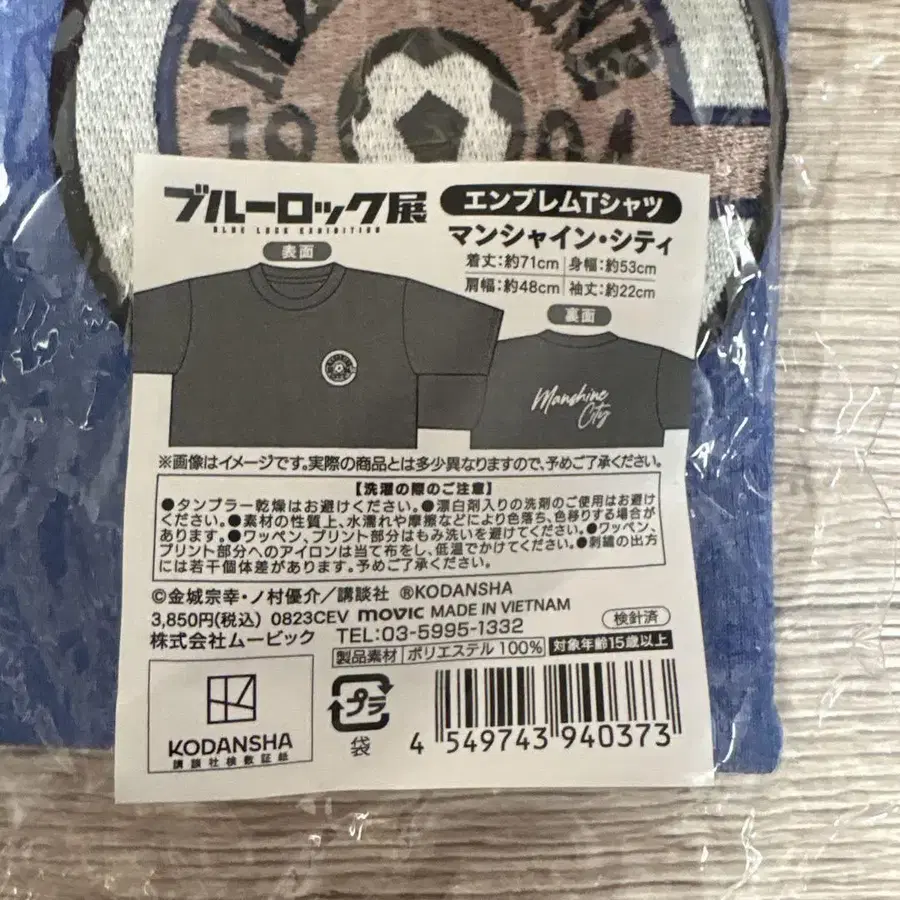 19
ブルーロック展
BLUE LOCK EXHIBITION
エンブレムTシャツ
マンシャイン・シティ
着丈:約71cm 身幅:約53cm
肩幅:約48cm 袖丈:約22cm
表面
裏面
Manshine
City
※画像はイメージです。実際の商品とは多少異なりますので、予めご了承ください。
【洗濯の際のご注意】
●タンブラー乾燥はお避けください。●漂白剤入りの洗剤のご使用はお避け
ください。●素材の性質上、水濡れや摩擦などにより色落ち、色移りする場合が
あります。●ワッペン、プリント部分はもみ洗いを避けてください。●ワッペン、
プリント部分へのアイロンは当て布をし、低温でかけてください。●刺繍の出方
には若干個体差があります。予めご了承ください。
©金城宗幸・ノ村優介/講談社 ®KODANSHA
3,850円(税込) 0823CEV movic MADE IN VIETNAM
検針済
株式会社ムービック TEL:03-5995-1332
製品素材 ポリエステル 100% 対象年齢15歳以上
KODANSHA
講談社検数証紙
プラ
袋
4 549743 940373